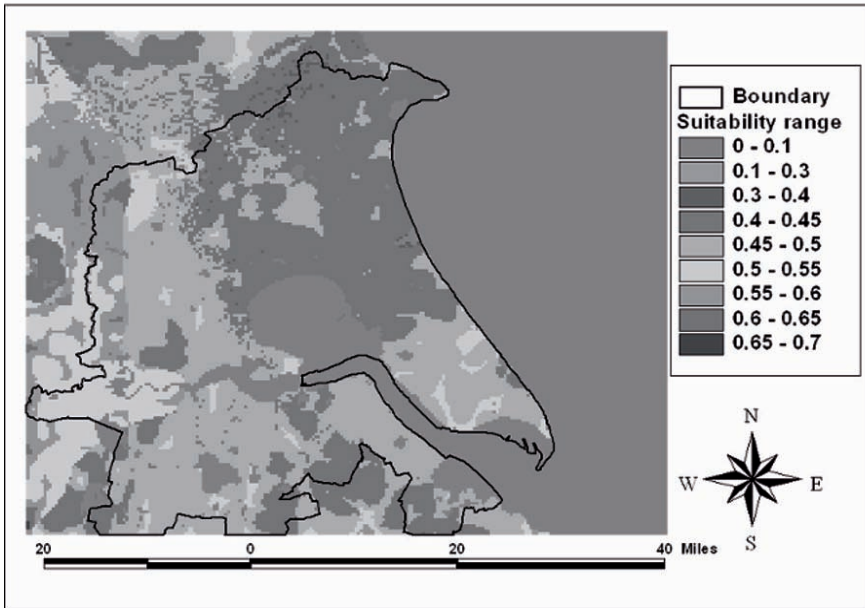 Boundary
Suitability range
0 - 0.1
0.1 - 0.3
0.3 - 0.4
0.4 - 0.45
0.45 - 0.5
0.5 - 0.55
0.55 - 0.6
0.6 - 0.65
0.65 - 0.7
N
W E
S
20 0 20 40 Miles